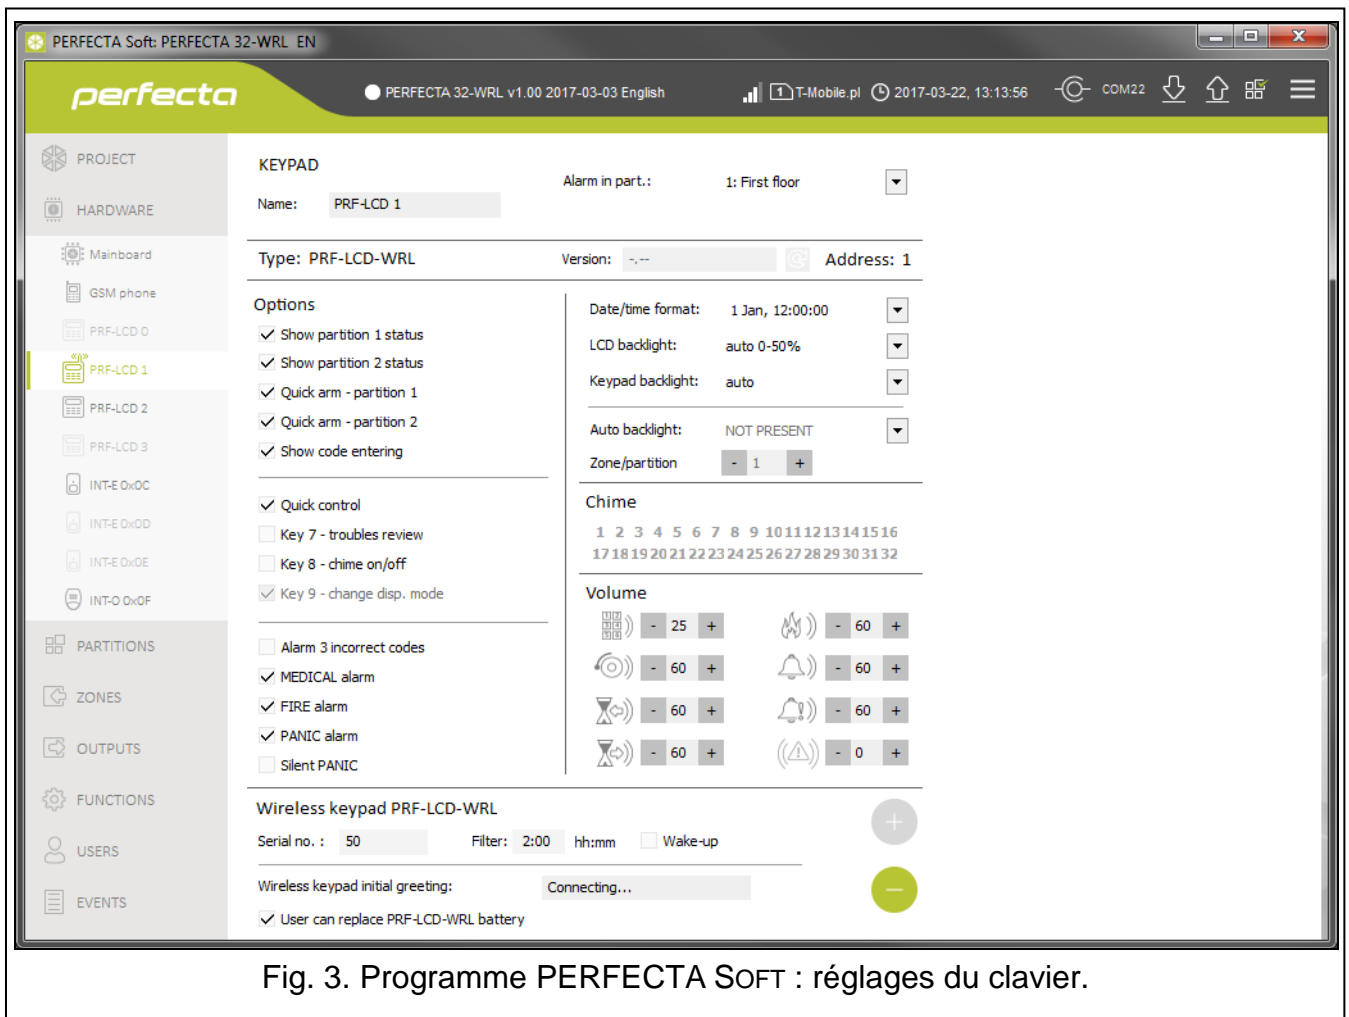 PERFECTA Soft: PERFECTA 32-WRL EN
perfecta
PERFECTA 32-WRL v1.00 2017-03-03 English
1 T-Mobile.pl
2017-03-22, 13:13:56
COM22
PROJECT
HARDWARE
Mainboard
GSM phone
PRF-LCD 0
PRF-LCD 1
PRF-LCD 2
PRF-LCD 3
INT-E 0x0C
INT-E 0x0D
INT-E 0x0E
INT-O 0x0F
PARTITIONS
ZONES
OUTPUTS
FUNCTIONS
USERS
EVENTS
KEYPAD
Name: PRF-LCD 1
Alarm in part.: 1: First floor
Type: PRF-LCD-WRL
Version: -.--
Address: 1
Options
Show partition 1 status
Show partition 2 status
Quick arm - partition 1
Quick arm - partition 2
Show code entering
Quick control
Key 7 - troubles review
Key 8 - chime on/off
Key 9 - change disp. mode
Alarm 3 incorrect codes
MEDICAL alarm
FIRE alarm
PANIC alarm
Silent PANIC
Date/time format: 1 Jan, 12:00:00
LCD backlight: auto 0-50%
Keypad backlight: auto
Auto backlight: NOT PRESENT
Zone/partition - 1 +
Chime
1 2 3 4 5 6 7 8 9 10 11 12 13 14 15 16
17 18 19 20 21 22 23 24 25 26 27 28 29 30 31 32
Volume
- 25 + - 60 +
- 60 + - 60 +
- 60 + - 60 +
- 60 + - 0 +
Wireless keypad PRF-LCD-WRL
Serial no. : 50 Filter: 2:00 hh:mm Wake-up
Wireless keypad initial greeting: Connecting...
User can replace PRF-LCD-WRL battery
Fig. 3. Programme PERFECTA SOFT : réglages du clavier.